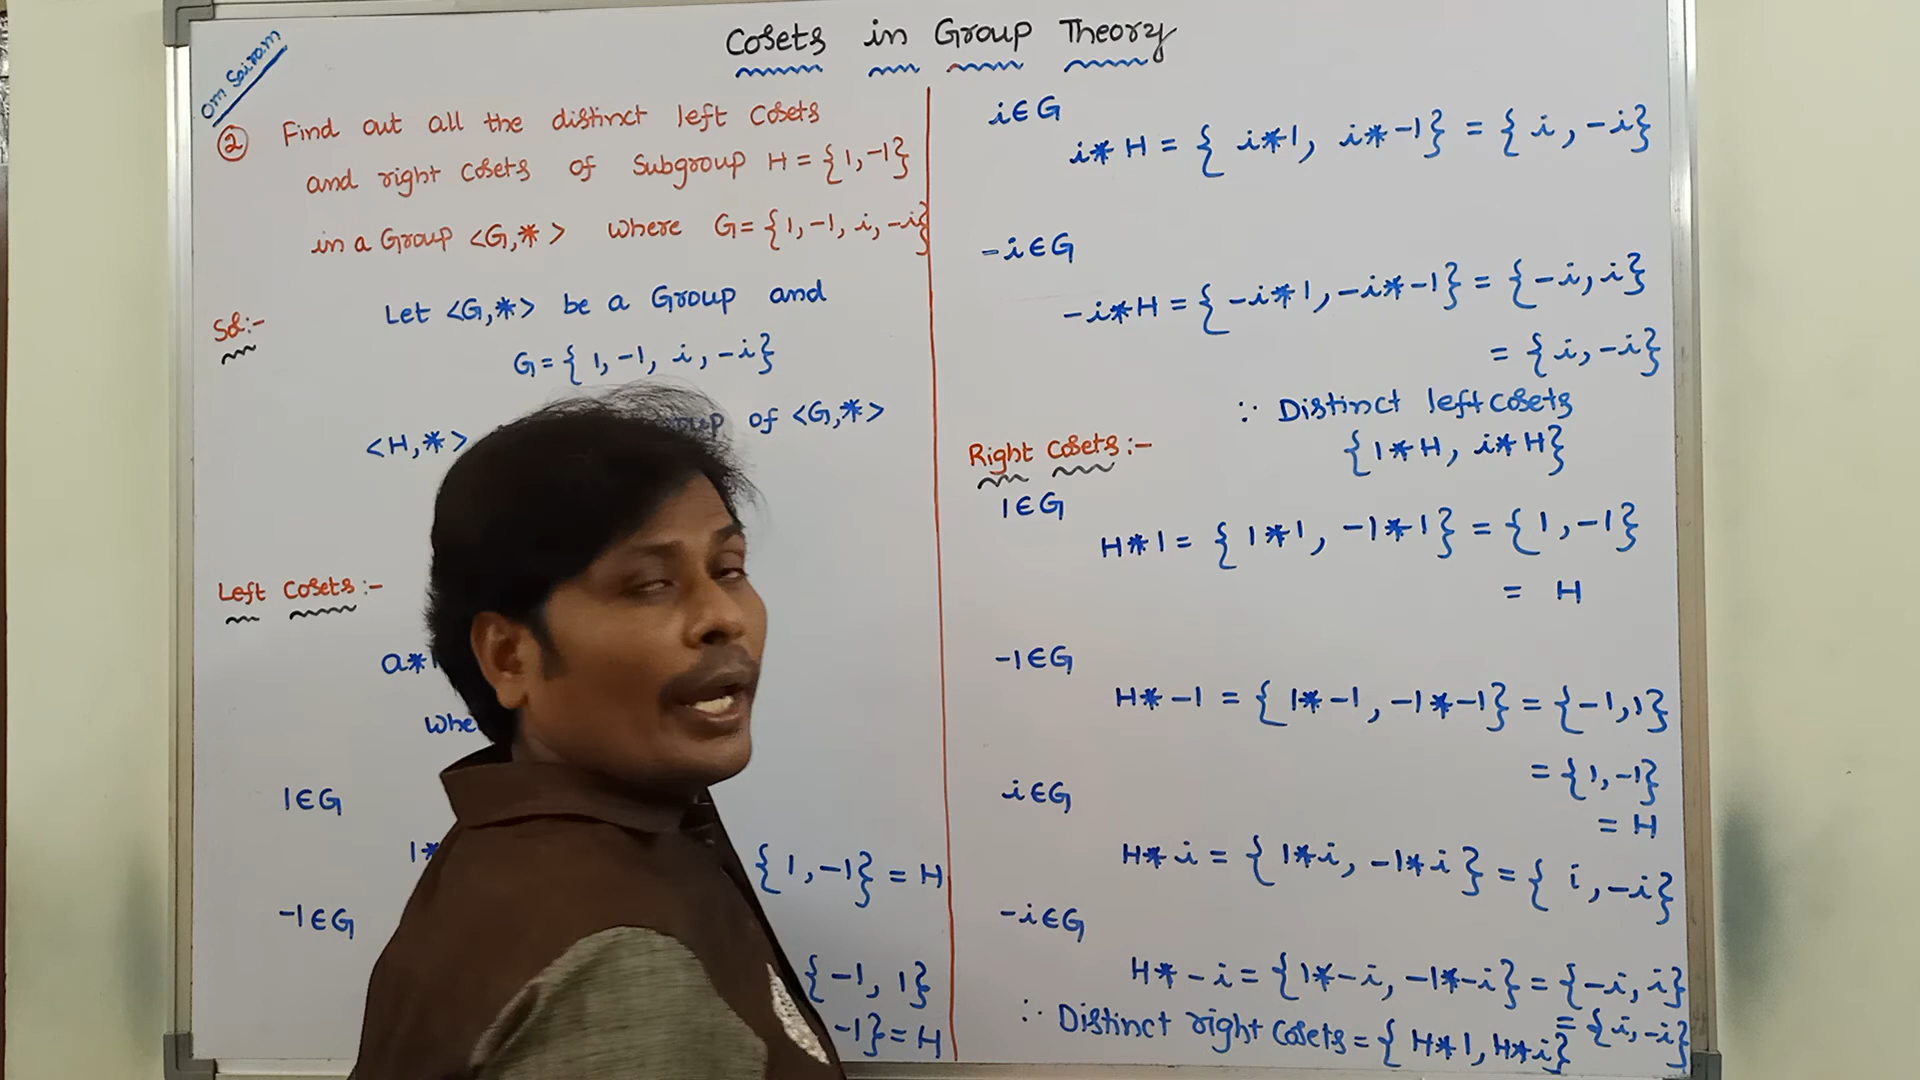 Cosets in Group Theory
Om Sairam
② Find out all the distinct left Cosets
and right Cosets of Subgroup H = {1, -1}
in a Group <G,*> where G = {1, -1, i, -i}
Sol:-
Let <G,*> be a Group and
G = {1, -1, i, -i}
<H,*> of <G,*>
Left Cosets :-
a*
1∈G
1* {1, -1} = H
-1∈G
{-1, 1}
-1} = H
i∈G
i*H = { i*1, i*-1} = {i, -i}
-i∈G
-i*H = {-i*1, -i*-1} = {-i, i}
= {i, -i}
∵ Distinct left Cosets
{1*H, i*H}
Right Cosets :-
1∈G
H*1 = {1*1, -1*1} = {1, -1}
= H
-1∈G
H*-1 = {1*-1, -1*-1} = {-1, 1}
= {1, -1}
= H
i∈G
H*i = {1*i, -1*i} = {i, -i}
-i∈G
H*-i = {1*-i, -1*-i} = {-i, i}
= {i, -i}
∴ Distinct right Cosets = {H*1, H*i}